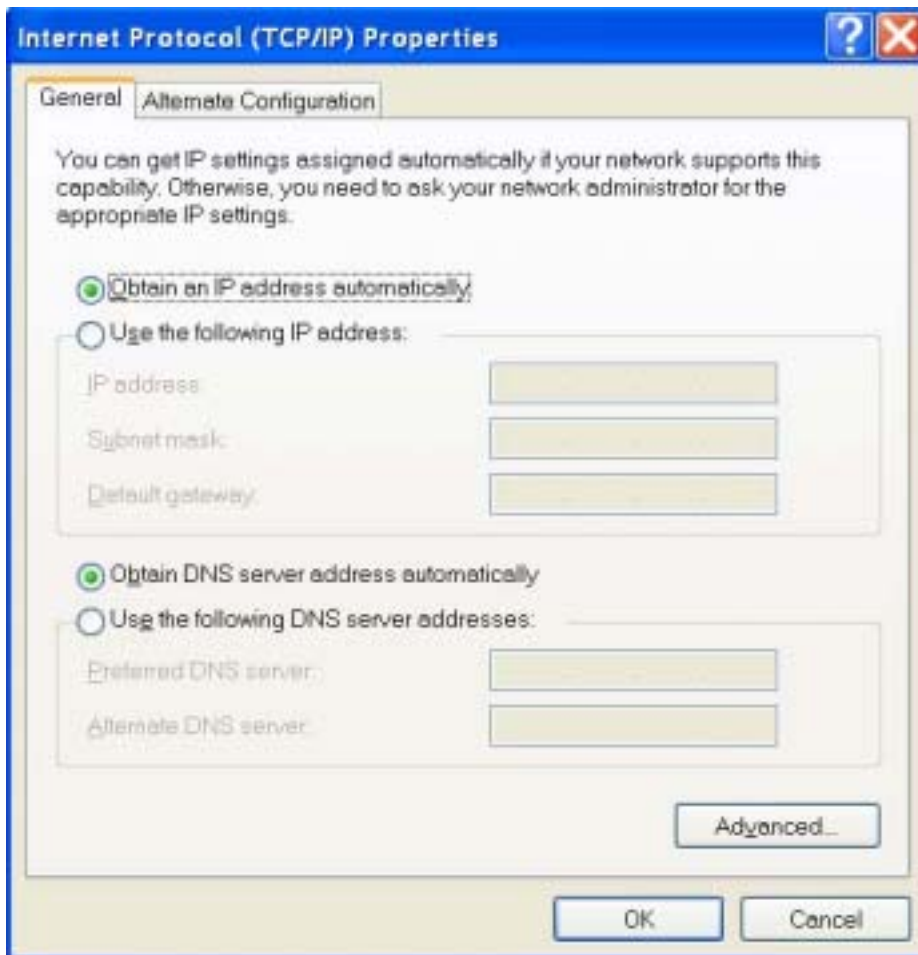 Internet Protocol (TCP/IP) Properties
General
Alternate Configuration
You can get IP settings assigned automatically if your network supports this
capability. Otherwise, you need to ask your network administrator for the
appropriate IP settings.
Obtain an IP address automatically
Use the following IP address:
IP address:
Subnet mask:
Default gateway:
Obtain DNS server address automatically
Use the following DNS server addresses:
Preferred DNS server:
Alternate DNS server:
Advanced...
OK
Cancel